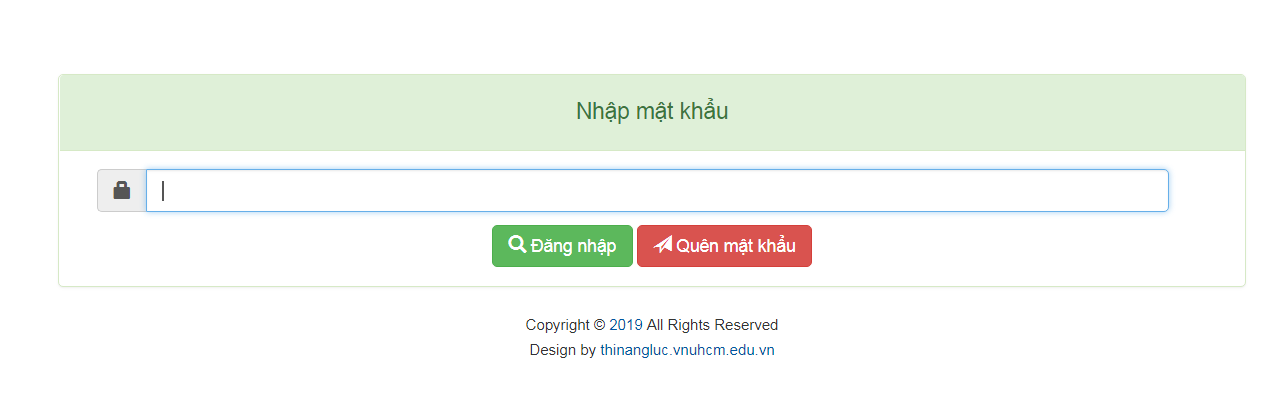 Nhập mật khẩu
Đăng nhập Quên mật khẩu
Copyright © 2019 All Rights Reserved
Design by thinangluc.vnuhcm.edu.vn